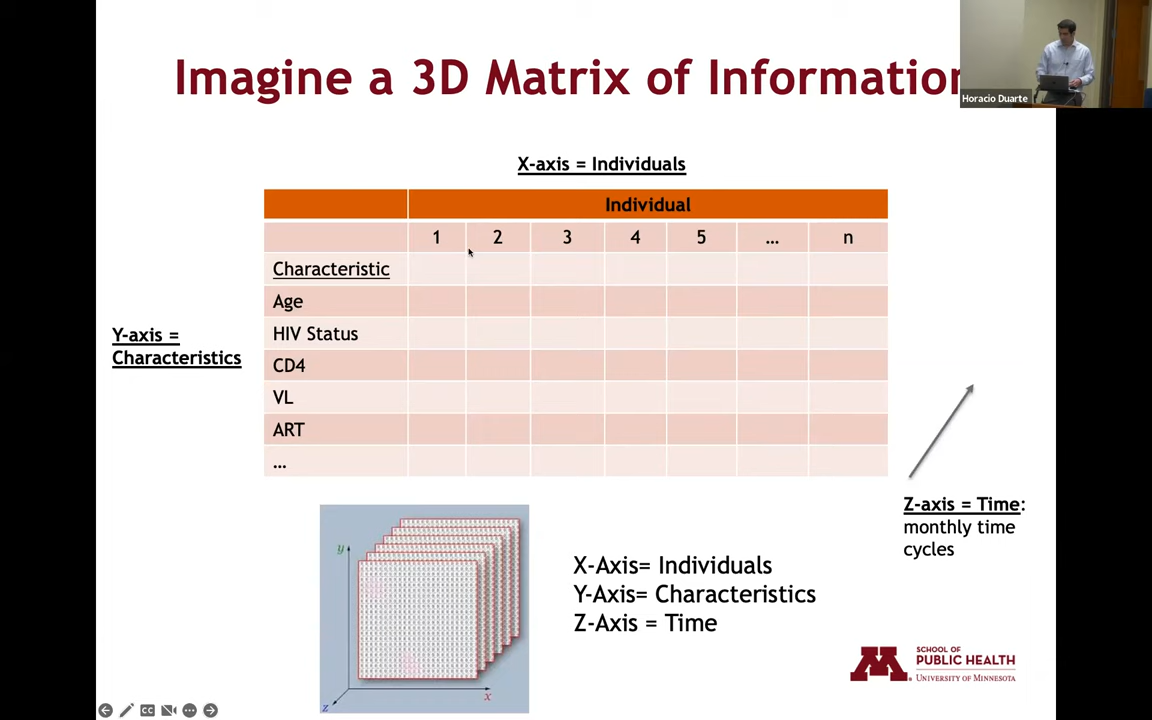 Imagine a 3D Matrix of Information
Horacio Duarte
X-axis = Individuals
Individual
1 2 3 4 5 ... n
Characteristic
Age
HIV Status
CD4
VL
ART
...
Y-axis =
Characteristics
Z-axis = Time:
monthly time
cycles
y
x
z
X-Axis= Individuals
Y-Axis= Characteristics
Z-Axis = Time
M
SCHOOL OF
PUBLIC HEALTH
UNIVERSITY OF MINNESOTA
CC